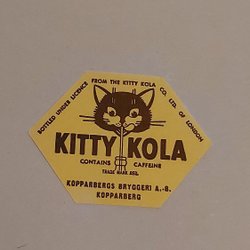 BOTTLED UNDER LICENCE FROM THE KITTY KOLA CO. LTD. OF LONDON
KITTY KOLA
CONTAINS CAFFEINE
TRADE MARK REG.
KOPPARBERGS BRYGGERI A.-B.
KOPPARBERG